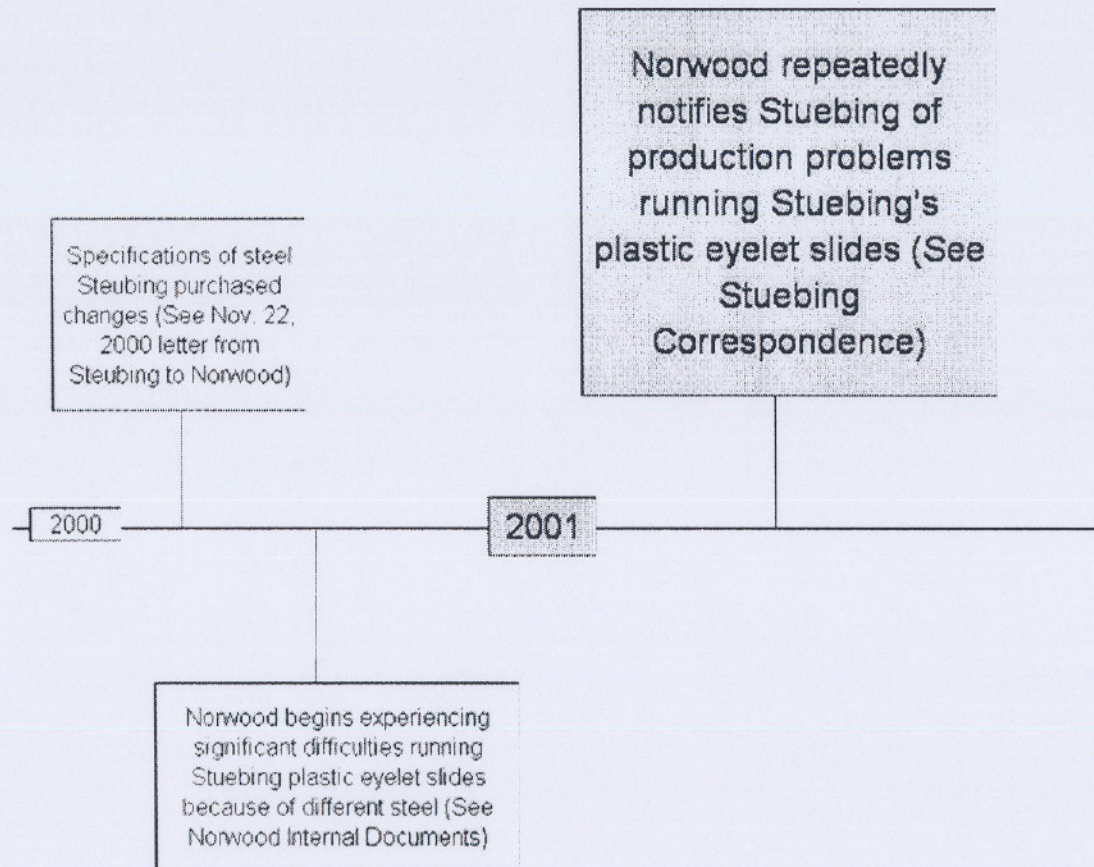 Norwood repeatedly
notifies Stuebing of
production problems
running Stuebing's
plastic eyelet slides (See
Stuebing
Correspondence)
Specifications of steel
Steubing purchased
changes (See Nov. 22,
2000 letter from
Steubing to Norwood)
2000
2001
Norwood begins experiencing
significant difficulties running
Stuebing plastic eyelet slides
because of different steel (See
Norwood Internal Documents)